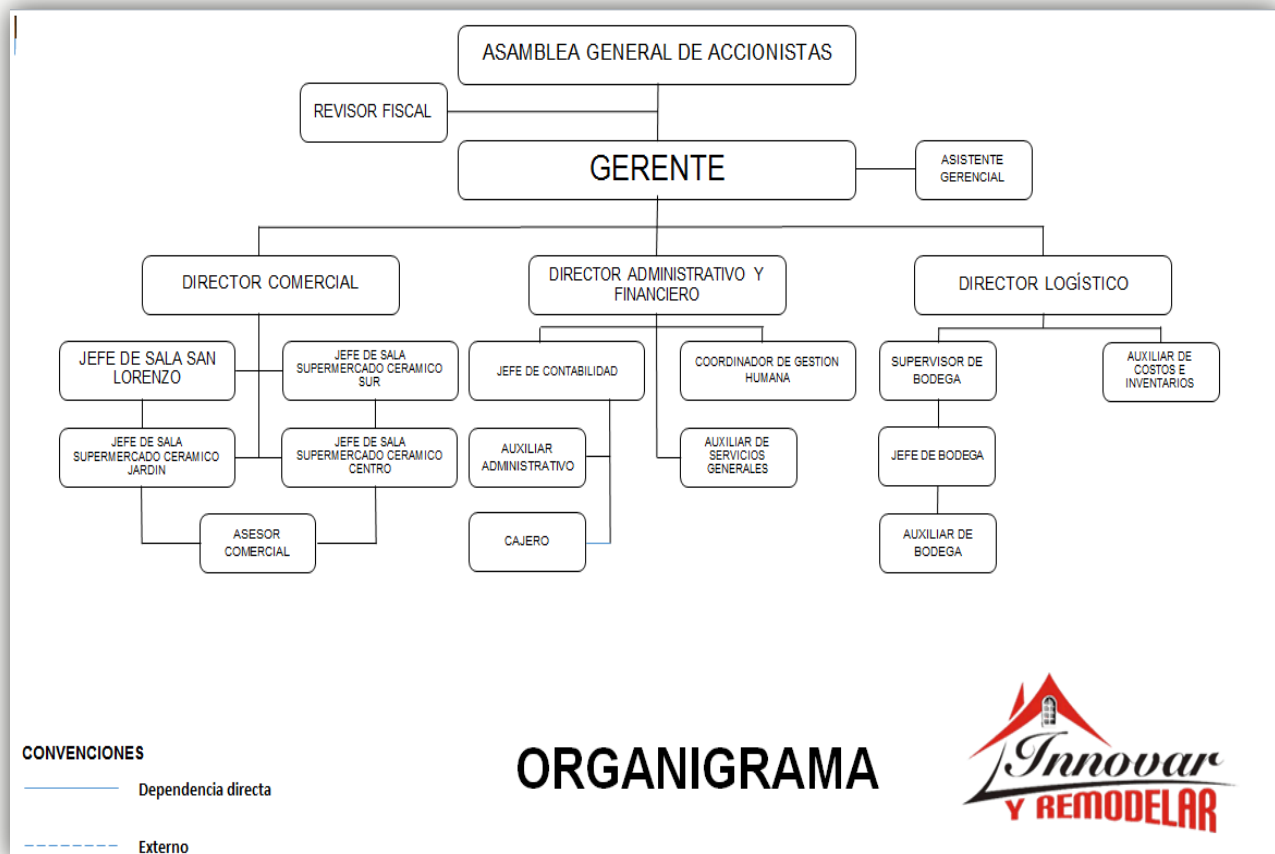 ASAMBLEA GENERAL DE ACCIONISTAS
REVISOR FISCAL
GERENTE
ASISTENTE
GERENCIAL
DIRECTOR COMERCIAL
DIRECTOR ADMINISTRATIVO Y
FINANCIERO
DIRECTOR LOGÍSTICO
JEFE DE SALA SAN
LORENZO
JEFE DE SALA
SUPERMERCADO CERAMICO
SUR
JEFE DE CONTABILIDAD
COORDINADOR DE GESTION
HUMANA
SUPERVISOR DE
BODEGA
AUXILIAR DE
COSTOS E
INVENTARIOS
JEFE DE SALA
SUPERMERCADO CERAMICO
JARDIN
JEFE DE SALA
SUPERMERCADO CERAMICO
CENTRO
AUXILIAR
ADMINISTRATIVO
AUXILIAR DE
SERVICIOS
GENERALES
JEFE DE BODEGA
ASESOR
COMERCIAL
CAJERO
AUXILIAR DE
BODEGA
CONVENCIONES
Dependencia directa
Externo
ORGANIGRAMA
Innovar
Y REMODELAR